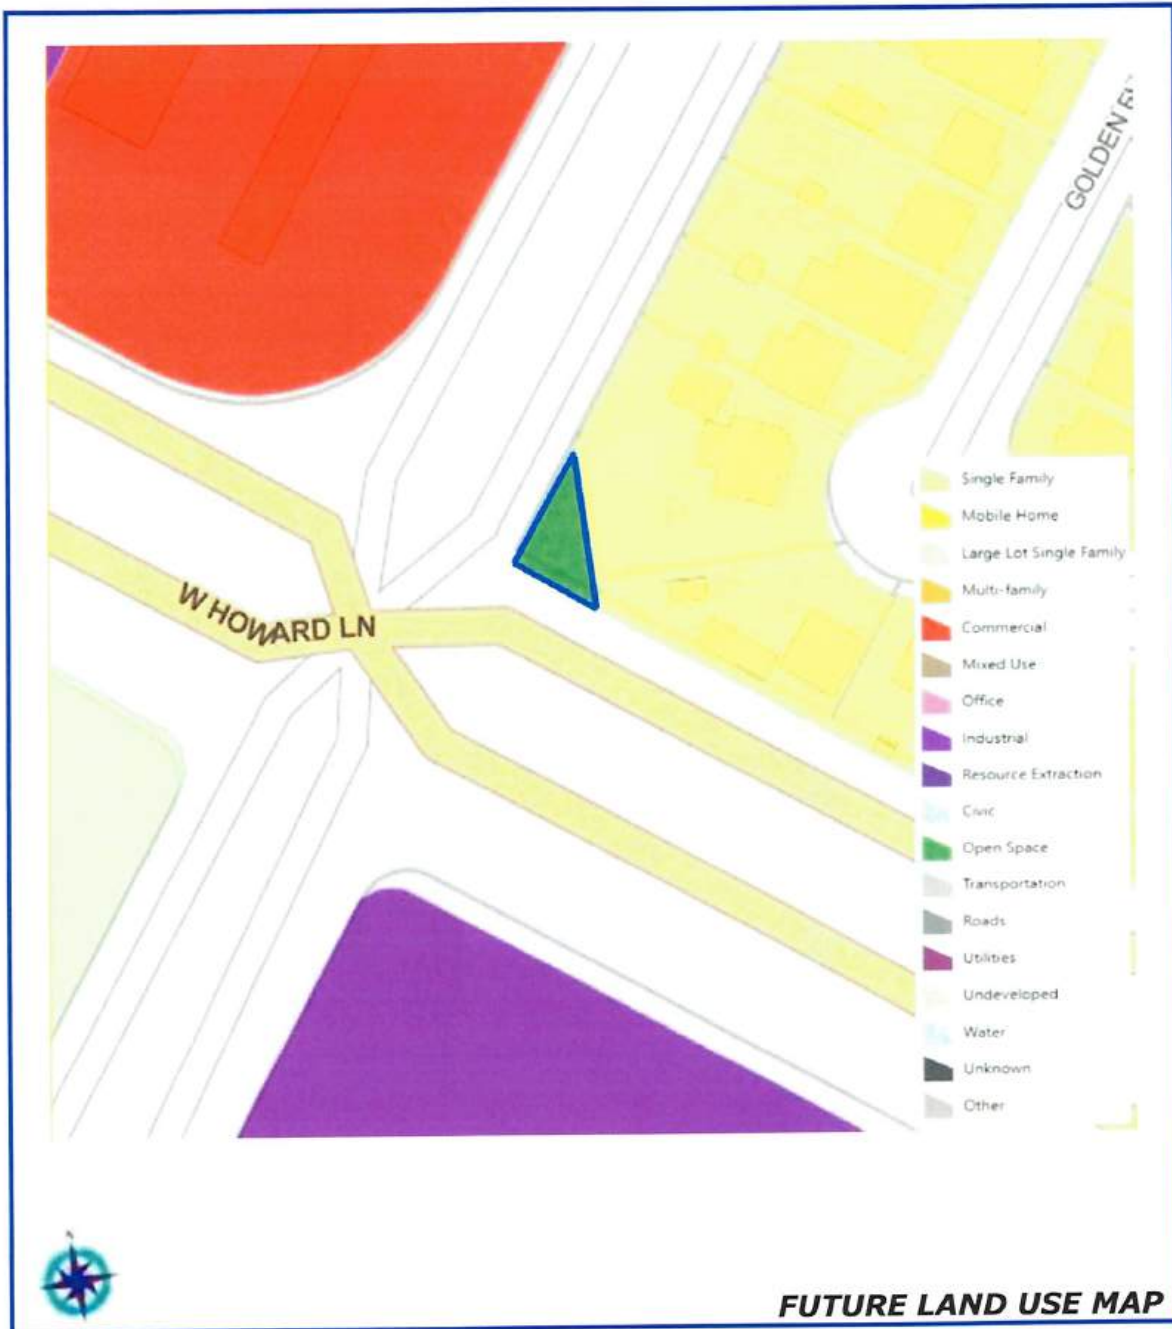 GOLDEN
W HOWARD LN
Single Family
Mobile Home
Large Lot Single Family
Multi-family
Commercial
Mixed Use
Office
Industrial
Resource Extraction
Civic
Open Space
Transportation
Roads
Utilities
Undeveloped
Water
Unknown
Other
N
FUTURE LAND USE MAP